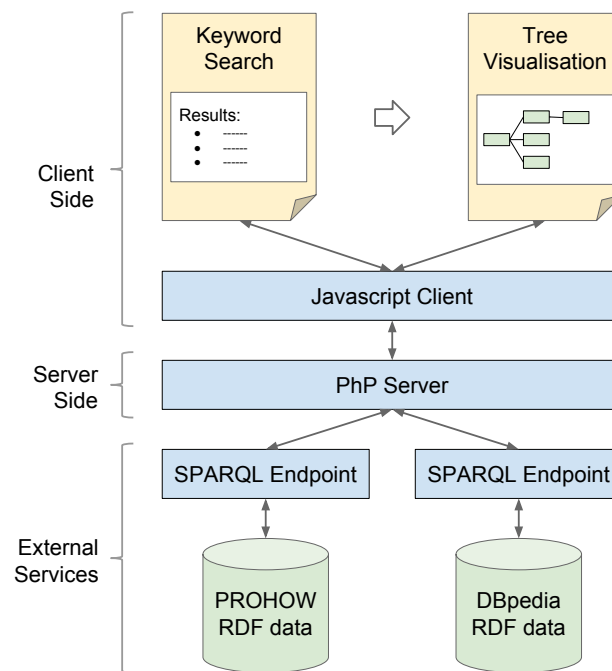 Keyword
Search
Results:
------
------
------
Tree
Visualisation
Client
Side
Javascript Client
Server
Side
PhP Server
External
Services
SPARQL Endpoint
SPARQL Endpoint
PROHOW
RDF data
DBpedia
RDF data